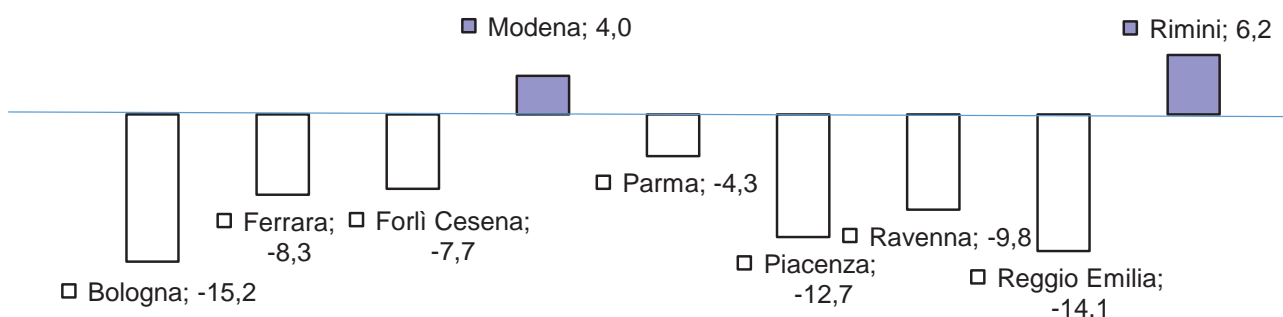 Modena; 4,0
Rimini; 6,2
Parma; -4,3
Ferrara;
-8,3
Forlì Cesena;
-7,7
Ravenna; -9,8
Piacenza;
-12,7
Reggio Emilia;
-14,1
Bologna; -15,2